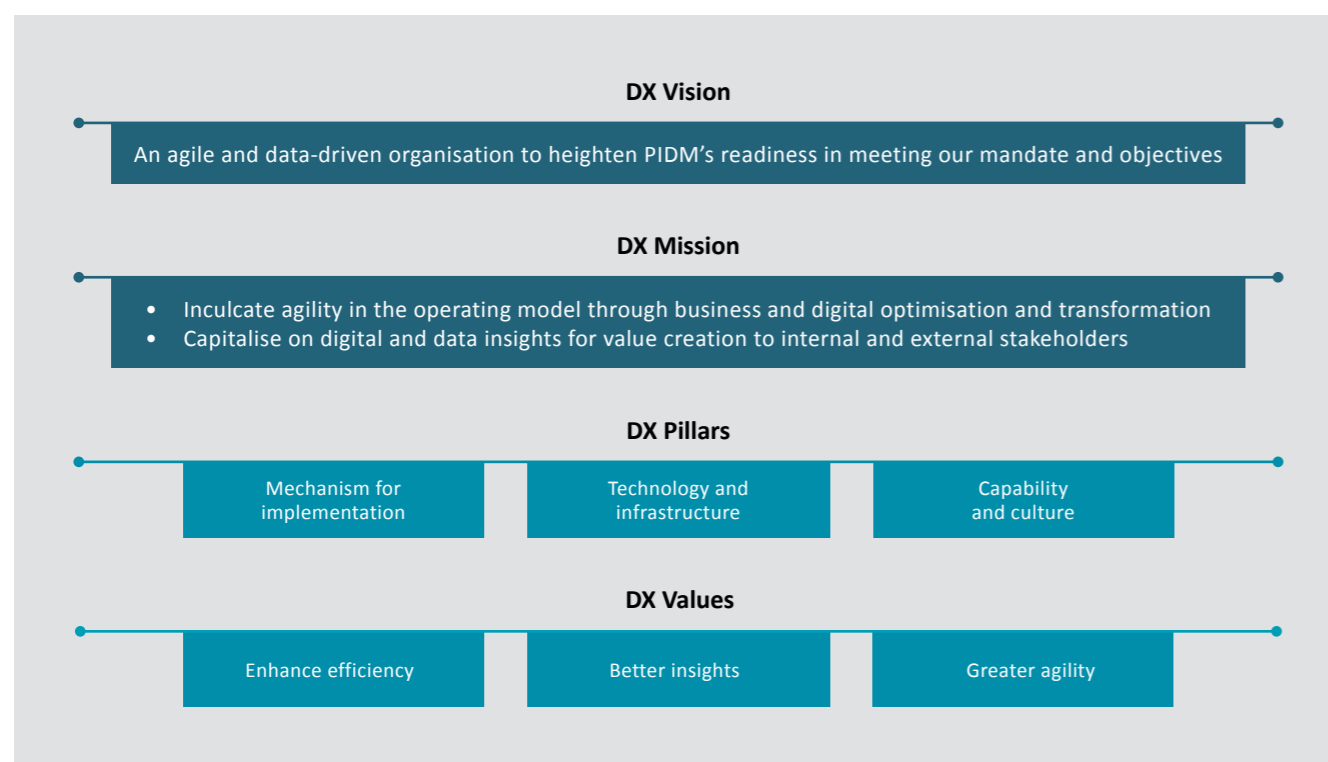 DX Vision
An agile and data-driven organisation to heighten PIDM’s readiness in meeting our mandate and objectives
DX Mission
• Inculcate agility in the operating model through business and digital optimisation and transformation
• Capitalise on digital and data insights for value creation to internal and external stakeholders
DX Pillars
Mechanism for
implementation
Technology and
infrastructure
Capability
and culture
DX Values
Enhance efficiency
Better insights
Greater agility